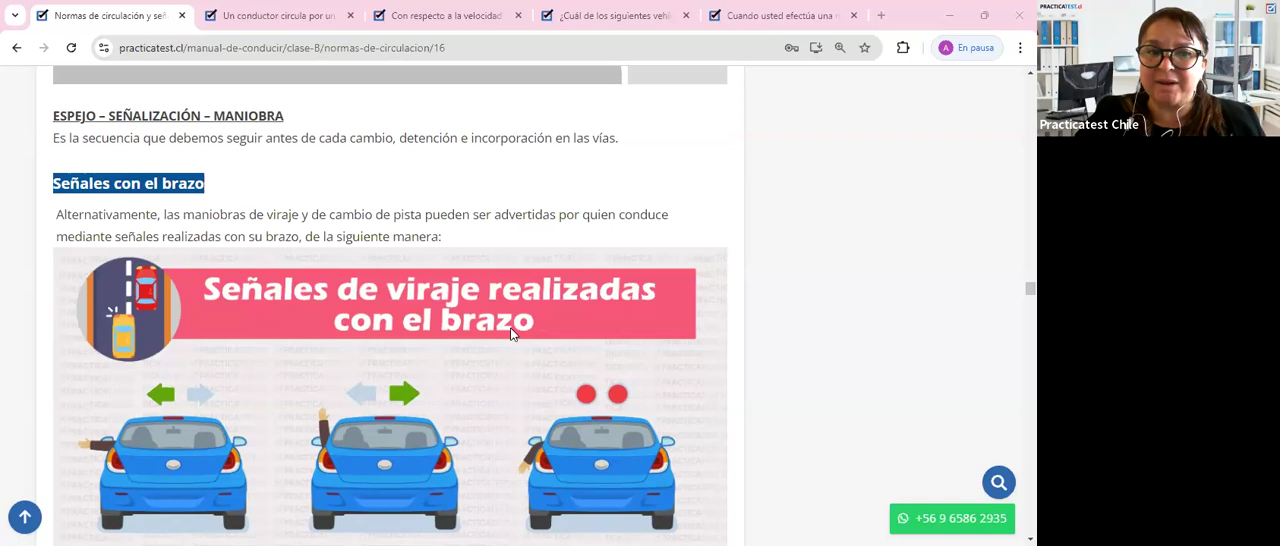 Normas de circulación y señ
Un conductor circula por un
Con respecto a la velocidad
¿Cuál de los siguientes vehí
Cuando usted efectúa una
practicatest.cl/manual-de-conducir/clase-B/normas-de-circulacion/16
A
En pausa
PRACTICATEST.cl
Practicatest Chile
ESPEJO – SEÑALIZACIÓN – MANIOBRA
Es la secuencia que debemos seguir antes de cada cambio, detención e incorporación en las vías.
Señales con el brazo
Alternativamente, las maniobras de viraje y de cambio de pista pueden ser advertidas por quien conduce
mediante señales realizadas con su brazo, de la siguiente manera:
Señales de viraje realizadas
con el brazo
+56 9 6586 2935